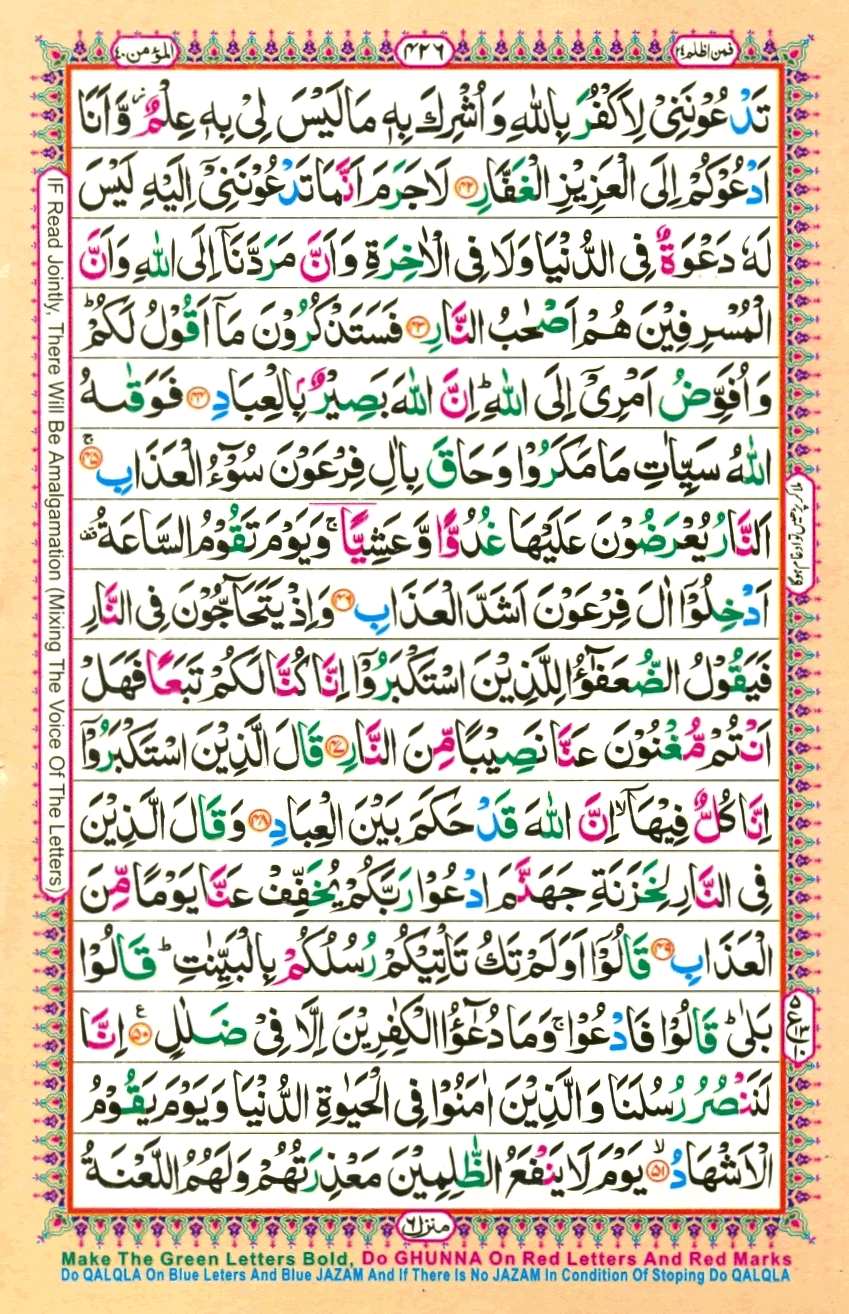 فمن اظلم ٢٤
٤٢٦
المؤمن ٤٠
تَدْعُوْنَنِیْ لِاَكْفُرَ بِاللّٰهِ وَ اُشْرِكَ بِهٖ مَا لَیْسَ لِیْ بِهٖ عِلْمٌ٘ وَّ اَنَا
اَدْعُوْكُمْ اِلَی الْعَزِیْزِ الْغَفَّارِ ﴿٤٢﴾ لَا جَرَمَ اَنَّمَا تَدْعُوْنَنِیْۤ اِلَیْهِ لَیْسَ
لَهٗ دَعْوَةٌ فِی الدُّنْیَا وَ لَا فِی الْاٰخِرَةِ وَ اَنَّ مَرَدَّنَاۤ اِلَی اللّٰهِ وَ اَنَّ
الْمُسْرِفِیْنَ هُمْ اَصْحٰبُ النَّارِ ﴿٤٣﴾ فَسَتَذْكُرُوْنَ مَاۤ اَقُوْلُ لَكُمْ ؕ
وَ اُفَوِّضُ اَمْرِیْۤ اِلَی اللّٰهِ ؕ اِنَّ اللّٰهَ بَصِیْرٌۢ بِالْعِبَادِ ﴿٤٤﴾ فَوَقٰىهُ
اللّٰهُ سَیِّاٰتِ مَا مَكَرُوْا وَ حَاقَ بِاٰلِ فِرْعَوْنَ سُوْٓءُ الْعَذَابِ ﴿٤٥﴾ ۚ
اَلنَّارُ یُعْرَضُوْنَ عَلَیْهَا غُدُوًّا وَّ عَشِیًّا ۚ وَ یَوْمَ تَقُوْمُ السَّاعَةُ ۫
اَدْخِلُوْۤا اٰلَ فِرْعَوْنَ اَشَدَّ الْعَذَابِ ﴿٤٦﴾ وَ اِذْ یَتَحَآجُّوْنَ فِی النَّارِ
فَیَقُوْلُ الضُّعَفٰٓؤُا لِلَّذِیْنَ اسْتَكْبَرُوْۤا اِنَّا كُنَّا لَكُمْ تَبَعًا فَهَلْ
اَنْتُمْ مُّغْنُوْنَ عَنَّا نَصِیْبًا مِّنَ النَّارِ ﴿٤٧﴾ قَالَ الَّذِیْنَ اسْتَكْبَرُوْۤا
اِنَّا كُلٌّ فِیْهَاۤ ۙ اِنَّ اللّٰهَ قَدْ حَكَمَ بَیْنَ الْعِبَادِ ﴿٤٨﴾ وَ قَالَ الَّذِیْنَ
فِی النَّارِ لِخَزَنَةِ جَهَنَّمَ ادْعُوْا رَبَّكُمْ یُخَفِّفْ عَنَّا یَوْمًا مِّنَ
الْعَذَابِ ﴿٤٩﴾ قَالُوْۤا اَوَ لَمْ تَكُ تَاْتِیْكُمْ رُسُلُكُمْ بِالْبَیِّنٰتِ ؕ قَالُوْا
بَلٰی ؕ قَالُوْا فَادْعُوْا ۚ وَ مَا دُعٰٓؤُا الْكٰفِرِیْنَ اِلَّا فِیْ ضَلٰلٍ ﴿٥٠﴾ ع اِنَّا
لَنَنْصُرُ رُسُلَنَا وَ الَّذِیْنَ اٰمَنُوْا فِی الْحَیٰوةِ الدُّنْیَا وَ یَوْمَ یَقُوْمُ
الْاَشْهَادُ ﴿٥١﴾ ۙ یَوْمَ لَا یَنْفَعُ الظّٰلِمِیْنَ مَعْذِرَتُهُمْ وَ لَهُمُ اللَّعْنَةُ
IF Read Jointly, There Will Be Amalgamation (Mixing The Voice Of The Letters)
منزل ٦
Make The Green Letters Bold, Do GHUNNA On Red Letters And Red Marks
Do QALQLA On Blue Leters And Blue JAZAM And If There Is No JAZAM In Condition Of Stoping Do QALQLA